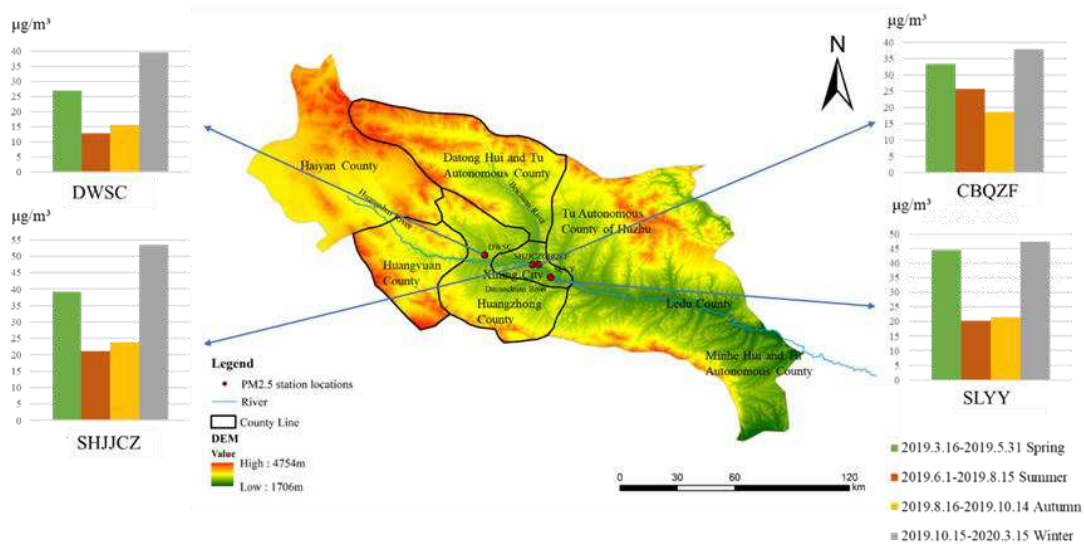 µg/m³
40
35
30
25
20
15
10
5
0
DWSC
µg/m³
55
50
45
40
35
30
25
20
15
10
5
0
SHJJCZ
N
Haiyan County
Datong Hui and Tu
Autonomous County
Tu Autonomous
County of Huzhu
Huangshui River
DWSC
Huangyuan
County
Xining City
Huangzhong
County
Ledu County
Minhe Hui and Tu
Autonomous County
Legend
PM2.5 station locations
River
County Line
DEM
Value
High : 4754m
Low : 1706m
0 30 60 120
km
µg/m³
40
35
30
25
20
15
10
5
0
CBQZF
µg/m³
50
45
40
35
30
25
20
15
10
5
0
SLYY
2019.3.16-2019.5.31 Spring
2019.6.1-2019.8.15 Summer
2019.8.16-2019.10.14 Autumn
2019.10.15-2020.3.15 Winter